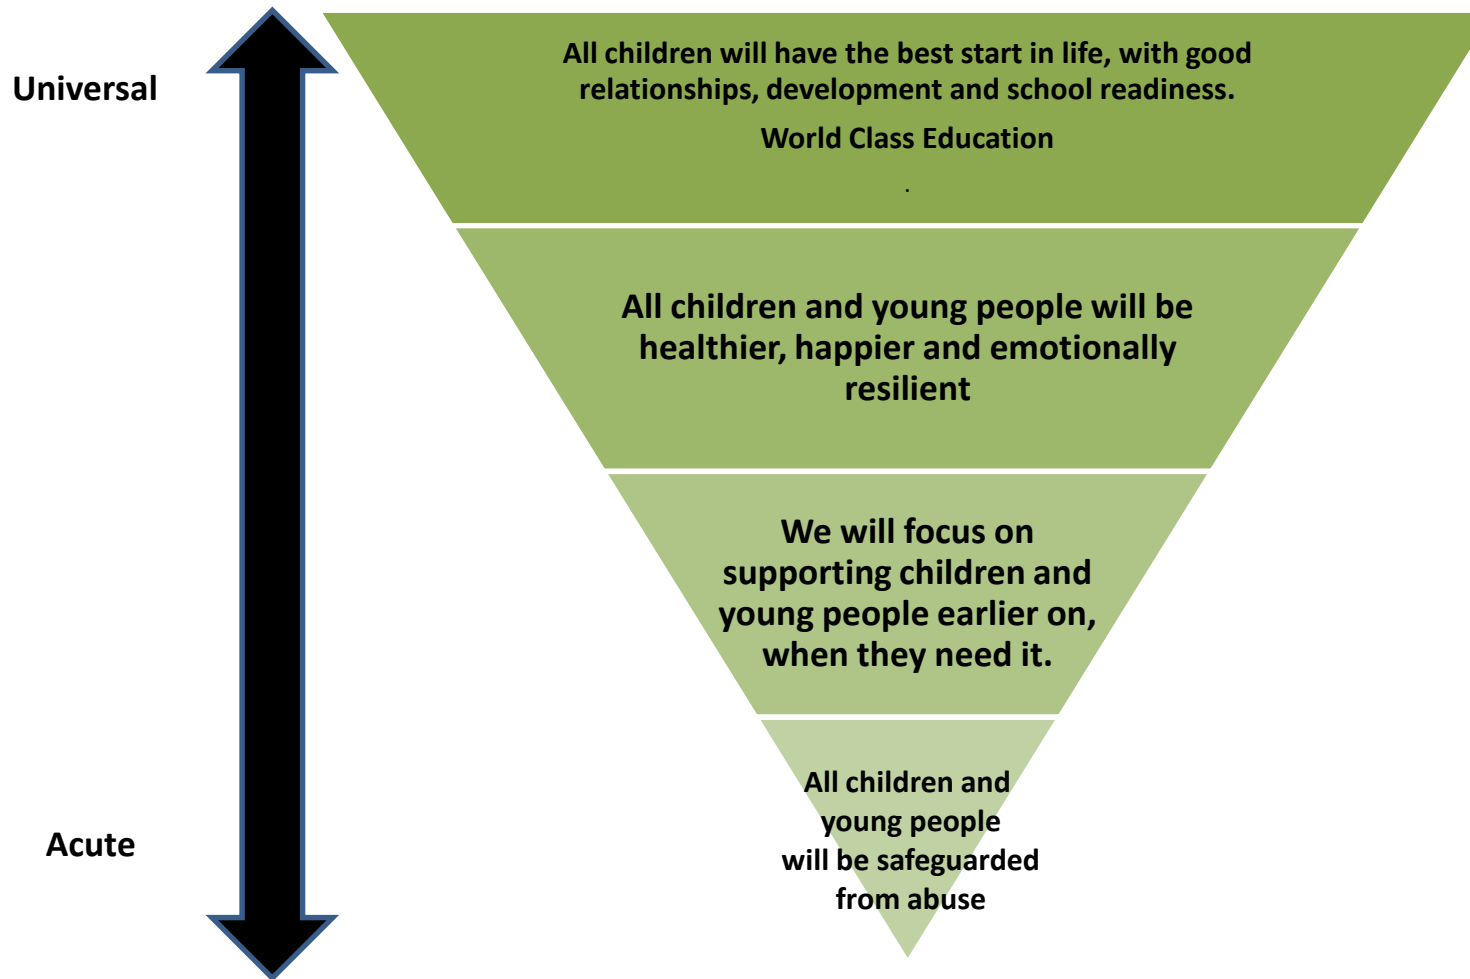 Universal
All children will have the best start in life, with good
relationships, development and school readiness.
World Class Education
.
All children and young people will be
healthier, happier and emotionally
resilient
We will focus on
supporting children and
young people earlier on,
when they need it.
Acute
All children and
young people
will be safeguarded
from abuse